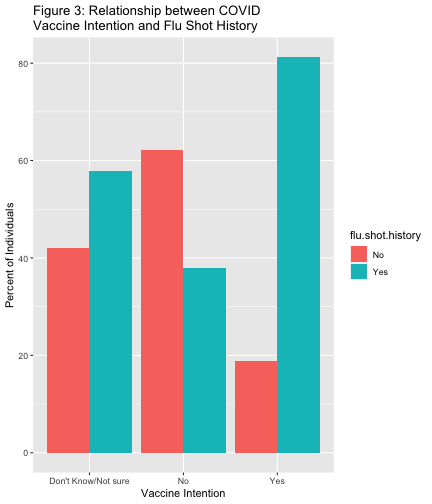 Figure 3: Relationship between COVID
Vaccine Intention and Flu Shot History
80
60
40
20
0
Percent of Individuals
Don't Know/Not sure
No
Yes
Vaccine Intention
flu.shot.history
No
Yes